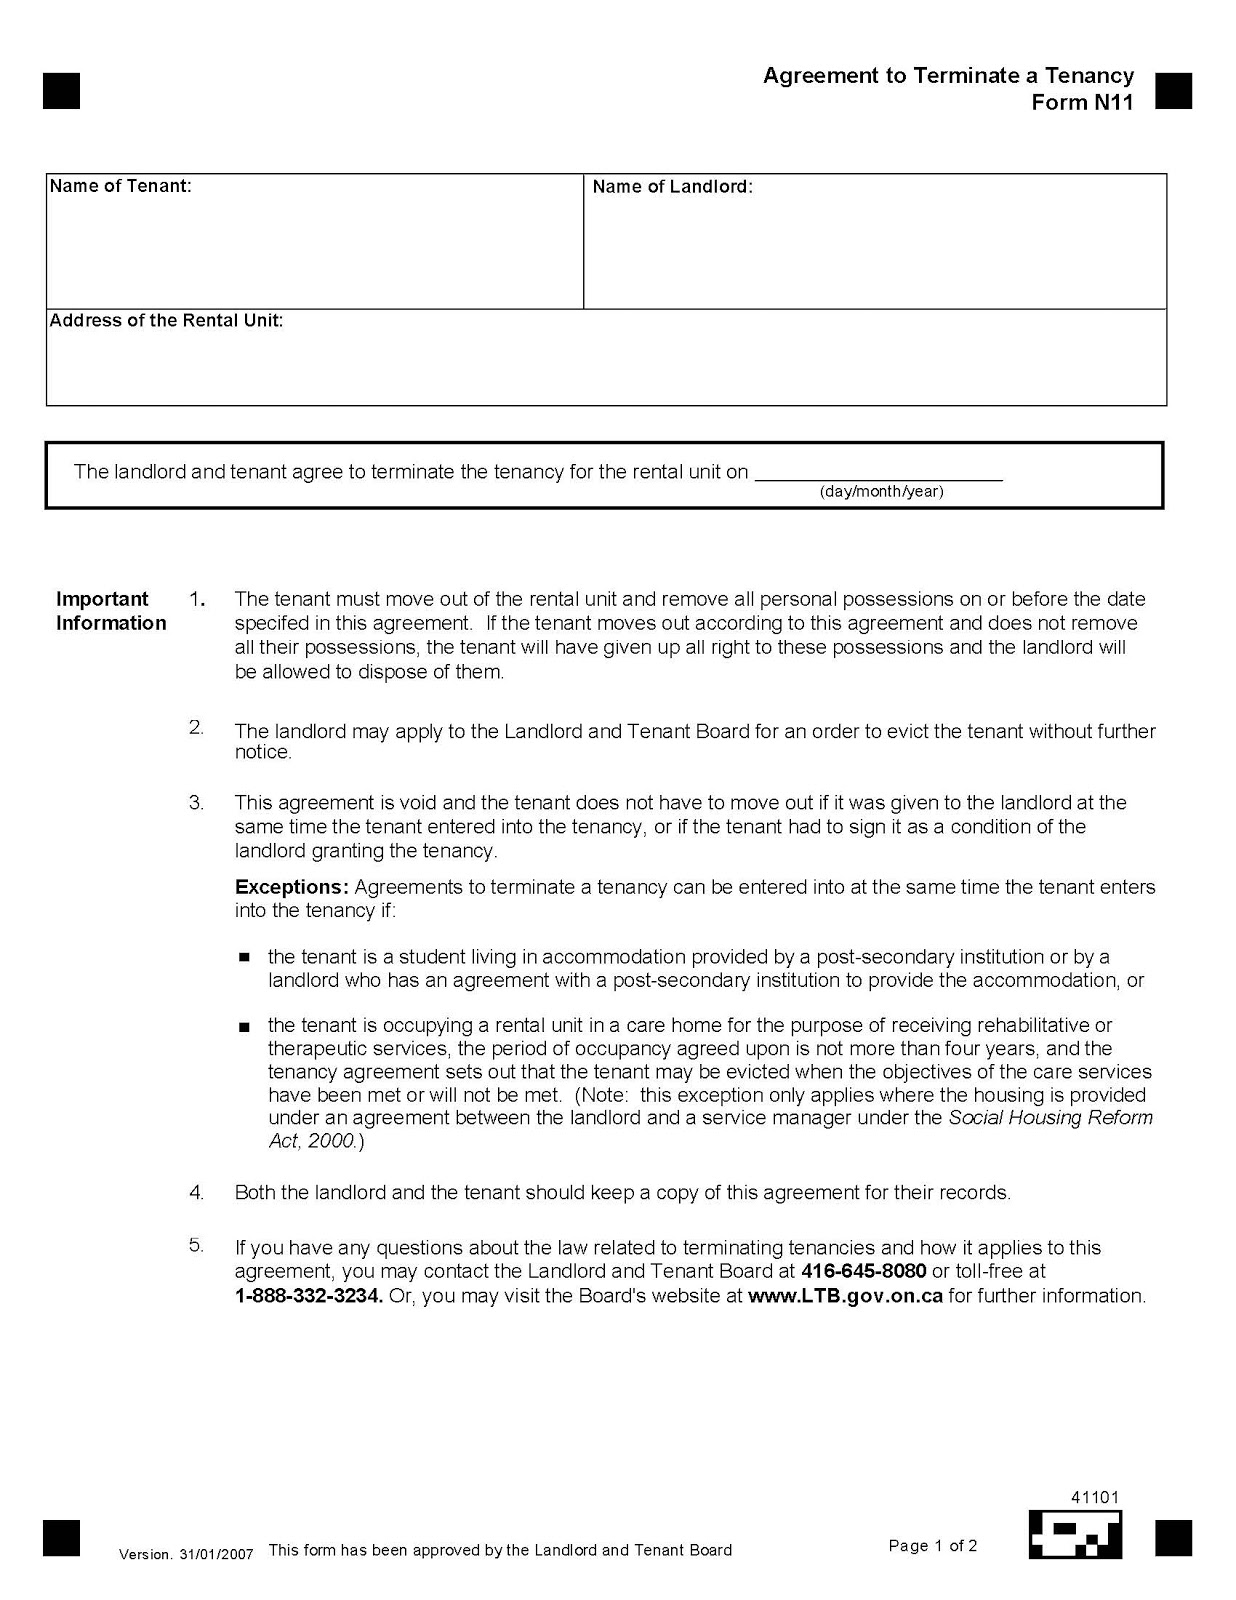 Agreement to Terminate a Tenancy
Form N11
Name of Tenant:
Name of Landlord:
Address of the Rental Unit:
The landlord and tenant agree to terminate the tenancy for the rental unit on
(day/month/year)
Important
Information
1. The tenant must move out of the rental unit and remove all personal possessions on or before the date
specifed in this agreement. If the tenant moves out according to this agreement and does not remove
all their possessions, the tenant will have given up all right to these possessions and the landlord will
be allowed to dispose of them.
2. The landlord may apply to the Landlord and Tenant Board for an order to evict the tenant without further
notice.
3. This agreement is void and the tenant does not have to move out if it was given to the landlord at the
same time the tenant entered into the tenancy, or if the tenant had to sign it as a condition of the
landlord granting the tenancy.
Exceptions: Agreements to terminate a tenancy can be entered into at the same time the tenant enters
into the tenancy if:
■ the tenant is a student living in accommodation provided by a post-secondary institution or by a
landlord who has an agreement with a post-secondary institution to provide the accommodation, or
■ the tenant is occupying a rental unit in a care home for the purpose of receiving rehabilitative or
therapeutic services, the period of occupancy agreed upon is not more than four years, and the
tenancy agreement sets out that the tenant may be evicted when the objectives of the care services
have been met or will not be met. (Note: this exception only applies where the housing is provided
under an agreement between the landlord and a service manager under the Social Housing Reform
Act, 2000.)
4. Both the landlord and the tenant should keep a copy of this agreement for their records.
5. If you have any questions about the law related to terminating tenancies and how it applies to this
agreement, you may contact the Landlord and Tenant Board at 416-645-8080 or toll-free at
1-888-332-3234. Or, you may visit the Board's website at www.LTB.gov.on.ca for further information.
41101
Version. 31/01/2007 This form has been approved by the Landlord and Tenant Board
Page 1 of 2